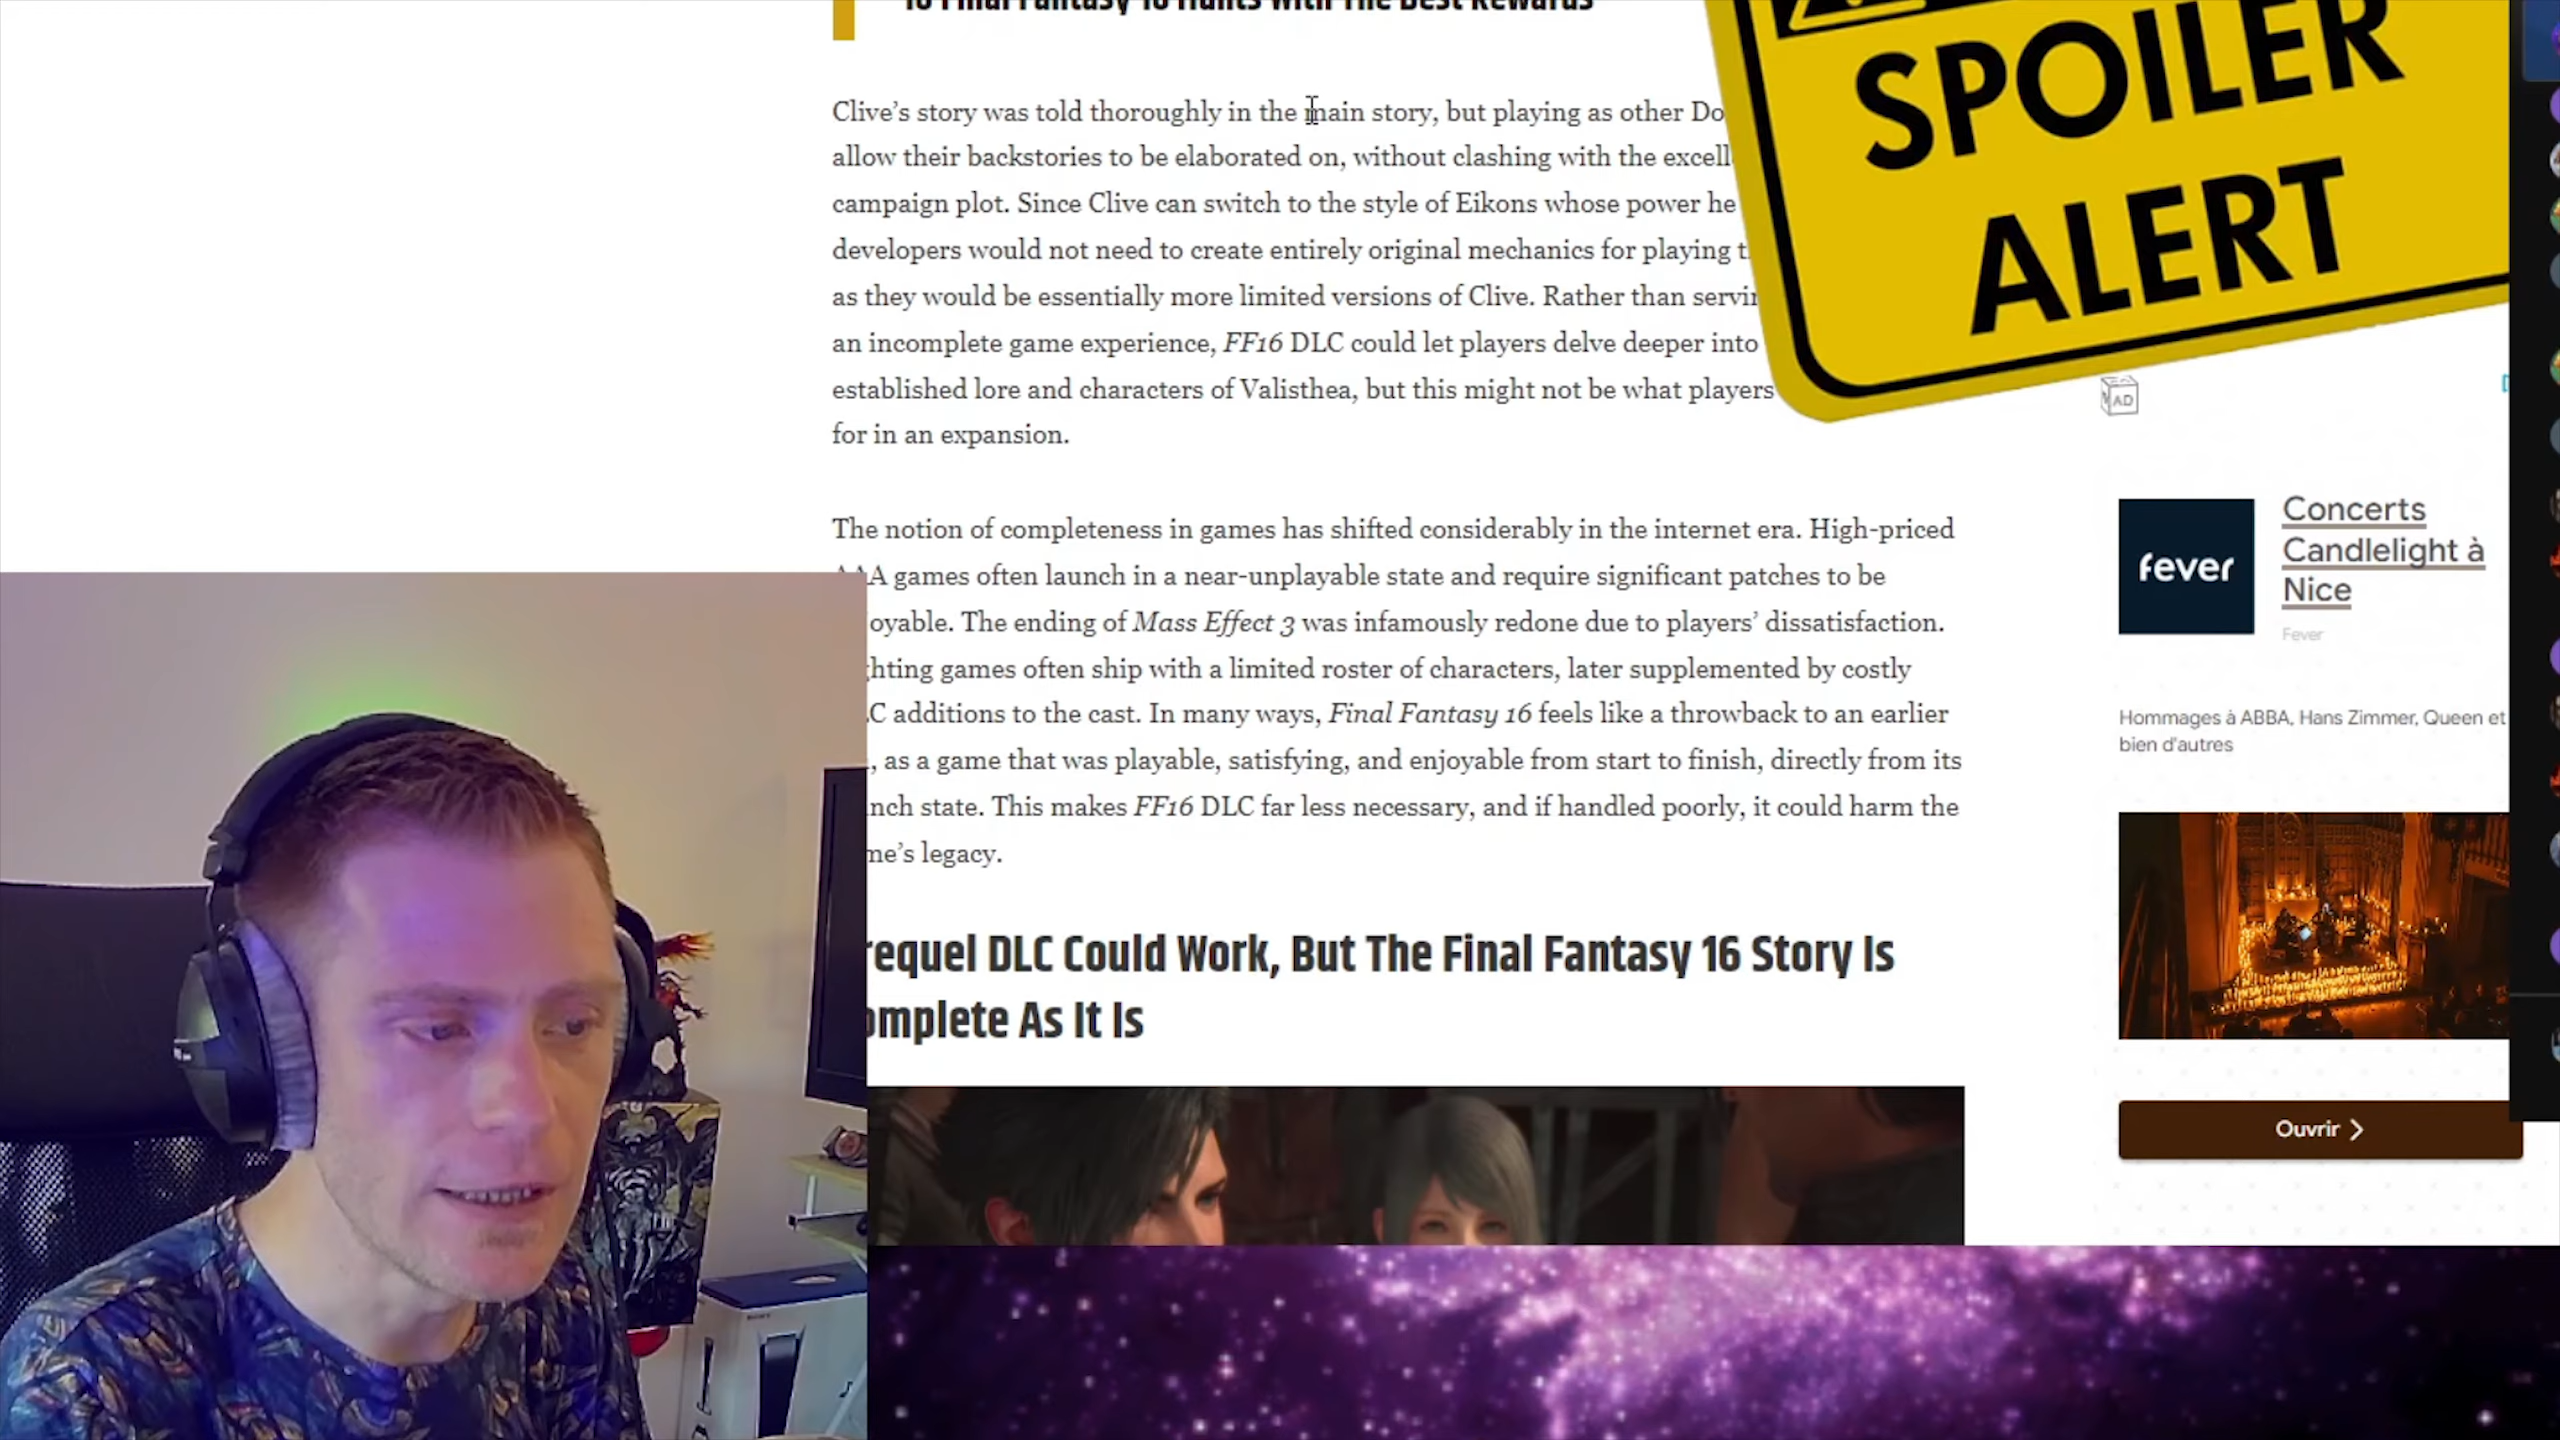 Clive's story was told thoroughly in the main story, but playing as other Do
allow their backstories to be elaborated on, without clashing with the excell
campaign plot. Since Clive can switch to the style of Eikons whose power he
developers would not need to create entirely original mechanics for playing t
as they would be essentially more limited versions of Clive. Rather than servin
an incomplete game experience, FF16 DLC could let players delve deeper into
established lore and characters of Valisthea, but this might not be what players
for in an expansion.
The notion of completeness in games has shifted considerably in the internet era. High-priced
AAA games often launch in a near-unplayable state and require significant patches to be
oyable. The ending of Mass Effect 3 was infamously redone due to players' dissatisfaction.
hting games often ship with a limited roster of characters, later supplemented by costly
C additions to the cast. In many ways, Final Fantasy 16 feels like a throwback to an earlier
, as a game that was playable, satisfying, and enjoyable from start to finish, directly from its
nch state. This makes FF16 DLC far less necessary, and if handled poorly, it could harm the
me's legacy.
requel DLC Could Work, But The Final Fantasy 16 Story Is
omplete As It Is
SPOILER
ALERT
AD
fever
Concerts
Candlelight à
Nice
Fever
Hommages à ABBA, Hans Zimmer, Queen et
bien d'autres
Ouvrir